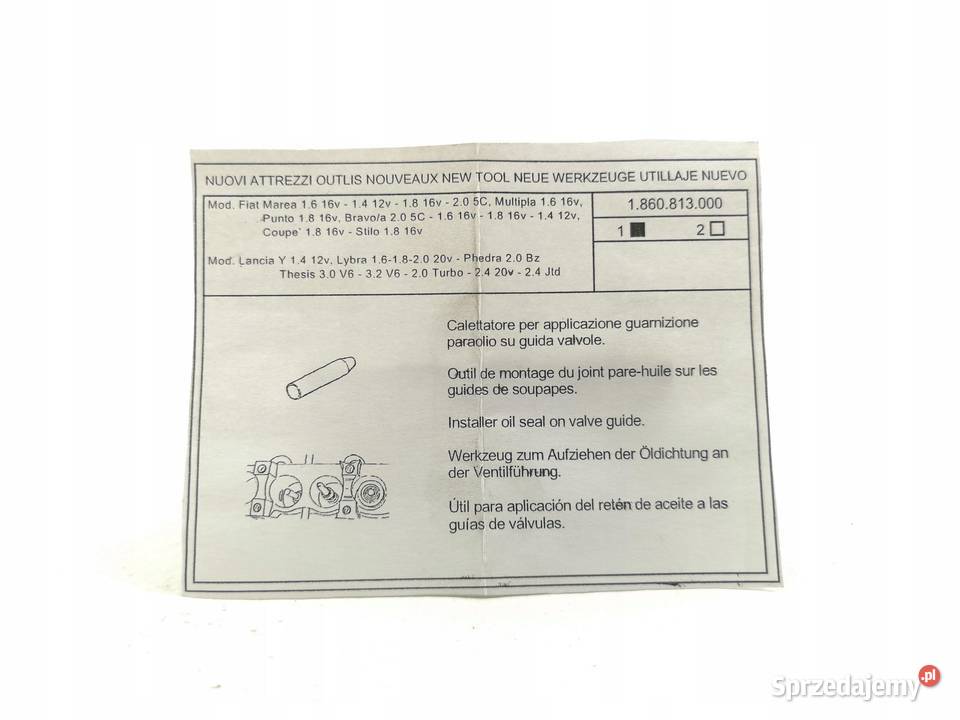 NUOVI ATTREZZI OUTLIS NOUVEAUX NEW TOOL NEUE WERKZEUGE UTILLAJE NUEVO
Mod. Fiat Marea 1.6 16v - 1.4 12v - 1.8 16v - 2.0 5C, Multipla 1.6 16v,
Punto 1.8 16v, Bravo/a 2.0 5C - 1.6 16v - 1.8 16v - 1.4 12v,
Coupe' 1.8 16v - Stilo 1.8 16v
Mod. Lancia Y 1.4 12v, Lybra 1.6-1.8-2.0 20v - Phedra 2.0 Bz
Thesis 3.0 V6 - 3.2 V6 - 2.0 Turbo - 2.4 20v - 2.4 Jtd
1.860.813.000
1 ■ 2 □
Calettatore per applicazione guarnizione
paraolio su guida valvole.
Outil de montage du joint pare-huile sur les
guides de soupapes.
Installer oil seal on valve guide.
Werkzeug zum Aufziehen der Öldichtung an
der Ventilführung.
Útil para aplicación del retén de aceite a las
guías de válvulas.
Sprzedajemy.pl